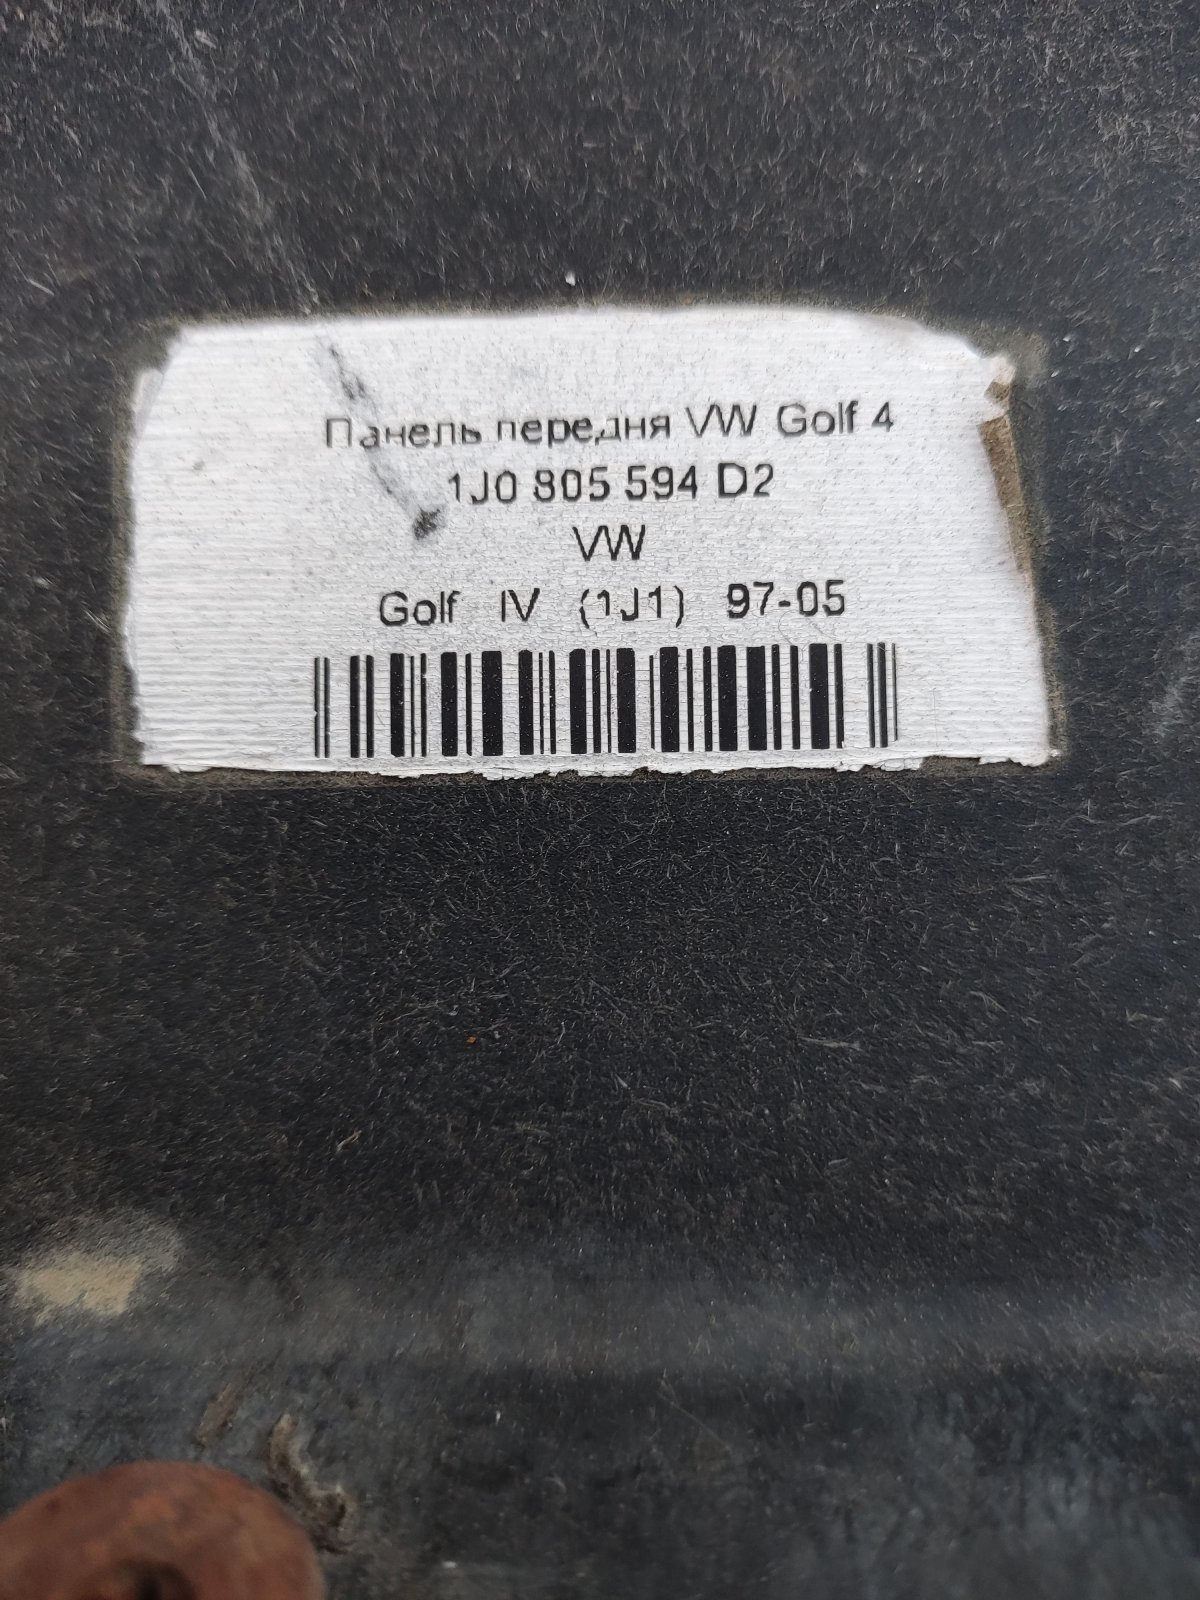 Панель передня VW Golf 4
1J0 805 594 D2
VW
Golf IV (1J1) 97-05